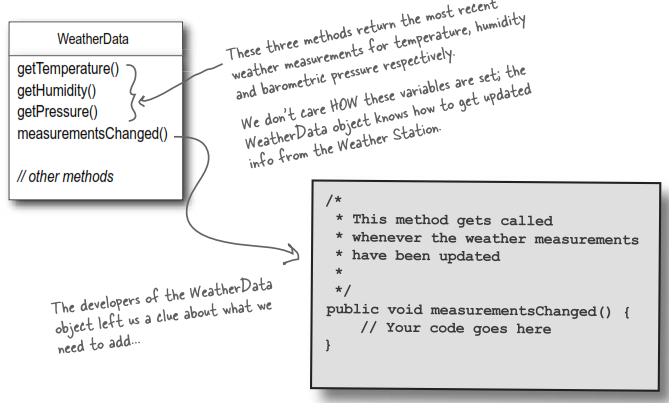 WeatherData
getTemperature()
getHumidity()
getPressure()
measurementsChanged()
// other methods
These three methods return the most recent
weather measurements for temperature, humidity
and barometric pressure respectively.
We don't care HOW these variables are set; the
WeatherData object knows how to get updated
info from the Weather Station.
/*
* This method gets called
* whenever the weather measurements
* have been updated
*
*/
public void measurementsChanged() {
// Your code goes here
}
The developers of the WeatherData
object left us a clue about what we
need to add...